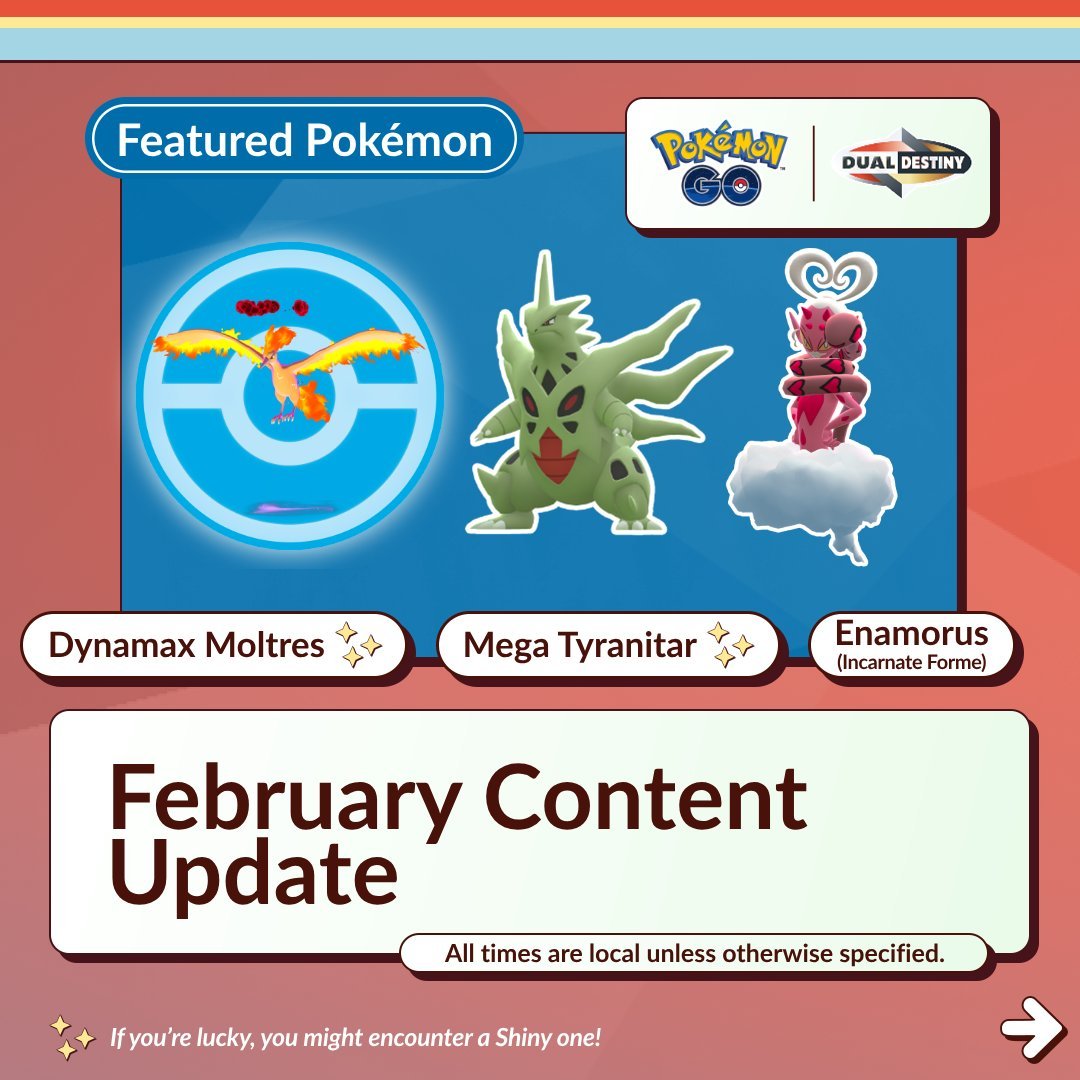 Featured Pokémon
POKÉMON
GO
DUAL DESTINY
Dynamax Moltres
Mega Tyranitar
Enamorus
(Incarnate Forme)
February Content
Update
All times are local unless otherwise specified.
If you're lucky, you might encounter a Shiny one!